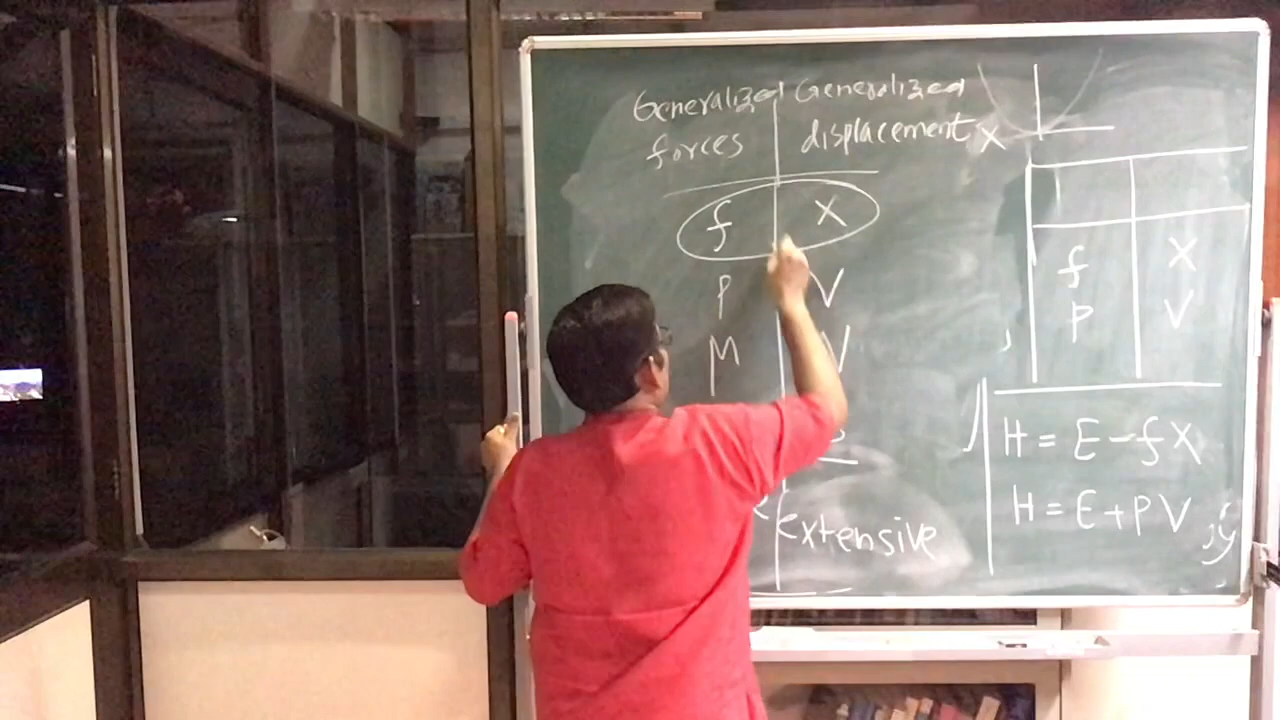 Generalized Generalized
forces displacement x
f X
P V
M N
extensive
f X
P V
H = E - f X
H = E + P V